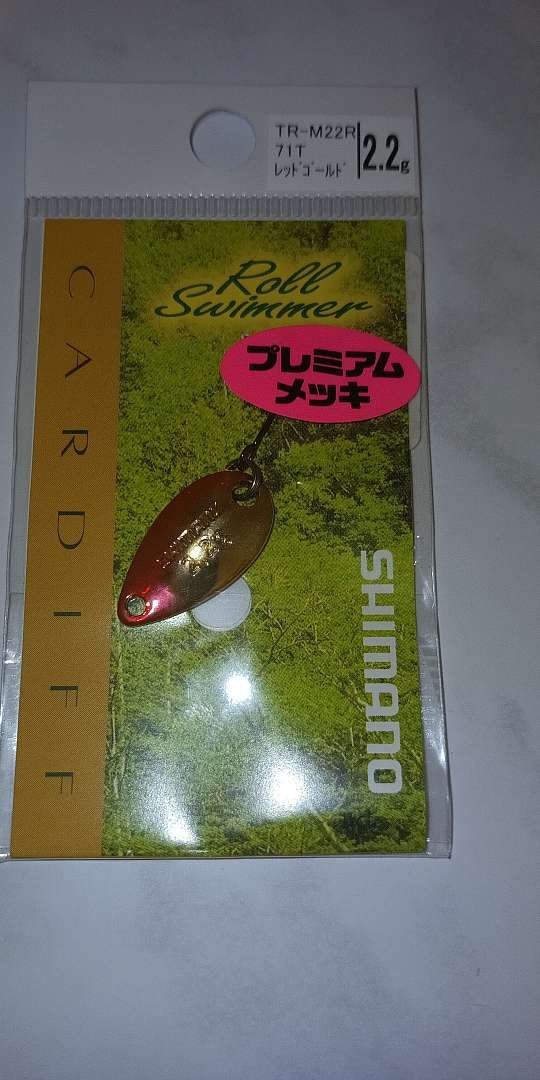 TR-M22R
71T
レッドゴールド
2.2g
Roll
Swimmer
プレミアム
メッキ
CARDIFF
SHIMANO